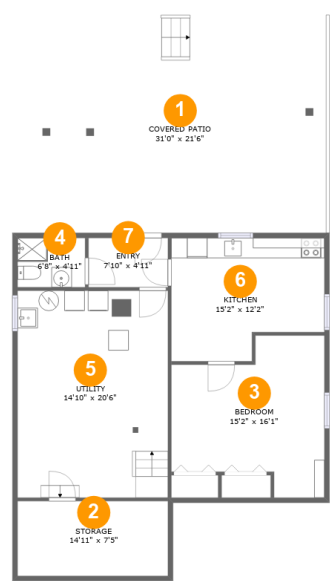 1
COVERED PATIO
31'0" x 21'6"
4
BATH
6'8" x 4'11"
7
ENTRY
7'10" x 4'11"
6
KITCHEN
15'2" x 12'2"
5
UTILITY
14'10" x 20'6"
3
BEDROOM
15'2" x 16'1"
2
STORAGE
14'11" x 7'5"